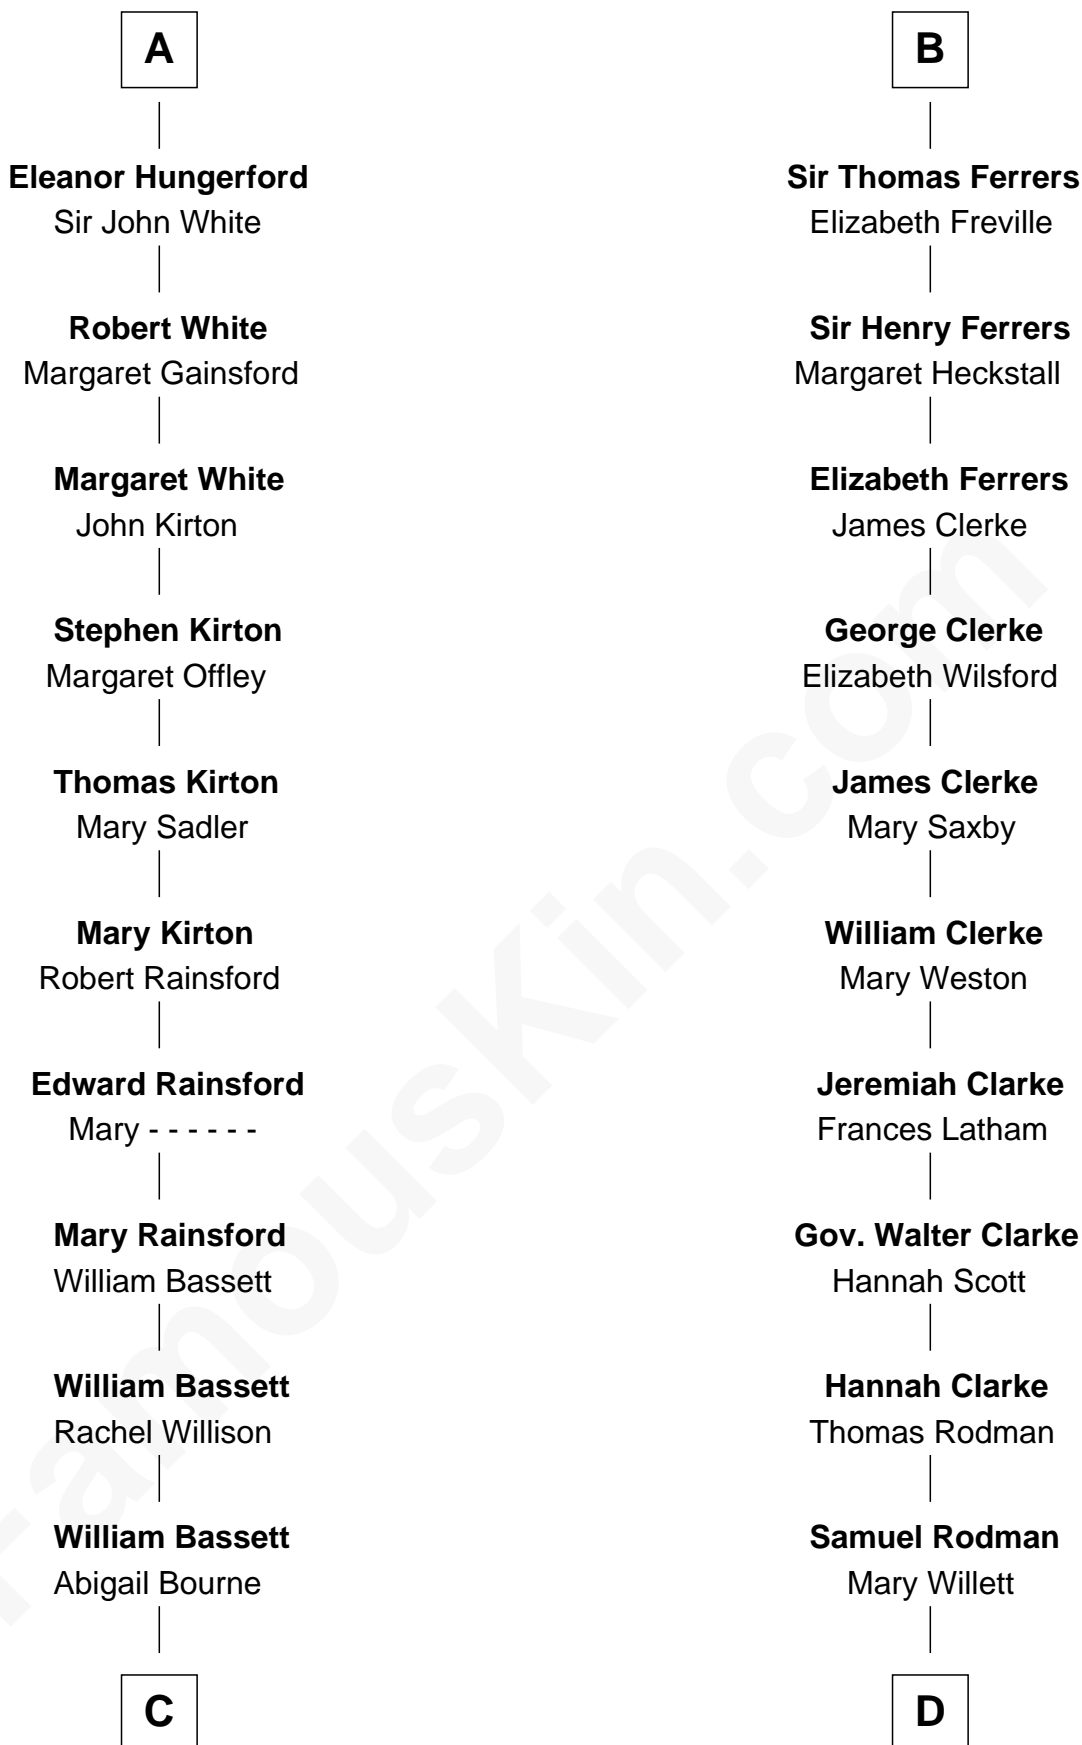 A
Eleanor Hungerford
Sir John White
Robert White
Margaret Gainsford
Margaret White
John Kirton
Stephen Kirton
Margaret Offley
Thomas Kirton
Mary Sadler
Mary Kirton
Robert Rainsford
Edward Rainsford
Mary - - - - - -
Mary Rainsford
William Bassett
William Bassett
Rachel Willison
William Bassett
Abigail Bourne
C
B
Sir Thomas Ferrers
Elizabeth Freville
Sir Henry Ferrers
Margaret Heckstall
Elizabeth Ferrers
James Clerke
George Clerke
Elizabeth Wilsford
James Clerke
Mary Saxby
William Clerke
Mary Weston
Jeremiah Clarke
Frances Latham
Gov. Walter Clarke
Hannah Scott
Hannah Clarke
Thomas Rodman
Samuel Rodman
Mary Willett
D
FamousKin.com